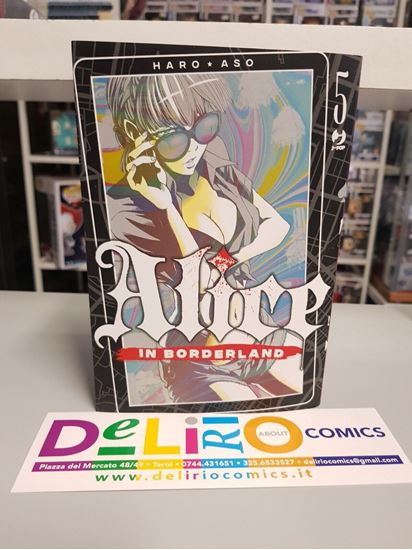 HARO ★ ASO
5
J-POP
Alice
IN BORDERLAND
DeLiRIO
ABOUT
COMICS
Piazza del Mercato 48/49 • Terni • 0744.431651 • 335.6533527 • deliriocomics@gmail.com
www.deliriocomics.it